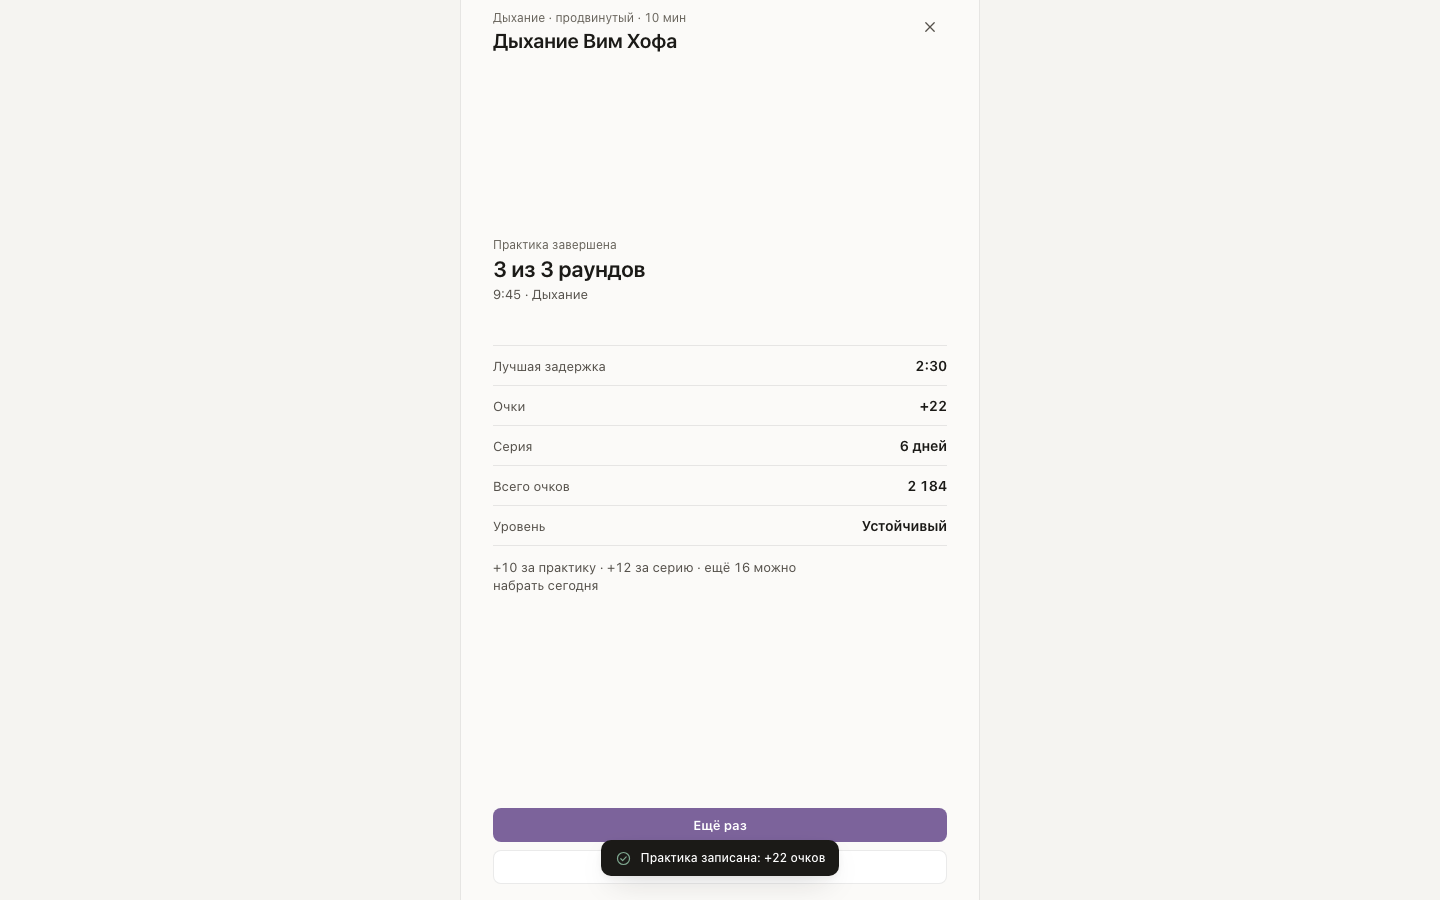 Дыхание · продвинутый · 10 мин
Дыхание Вим Хофа
Практика завершена
3 из 3 раундов
9:45 · Дыхание
Лучшая задержка 2:30
Очки +22
Серия 6 дней
Всего очков 2 184
Уровень Устойчивый
+10 за практику · +12 за серию · ещё 16 можно
набрать сегодня
Ещё раз
Практика записана: +22 очков